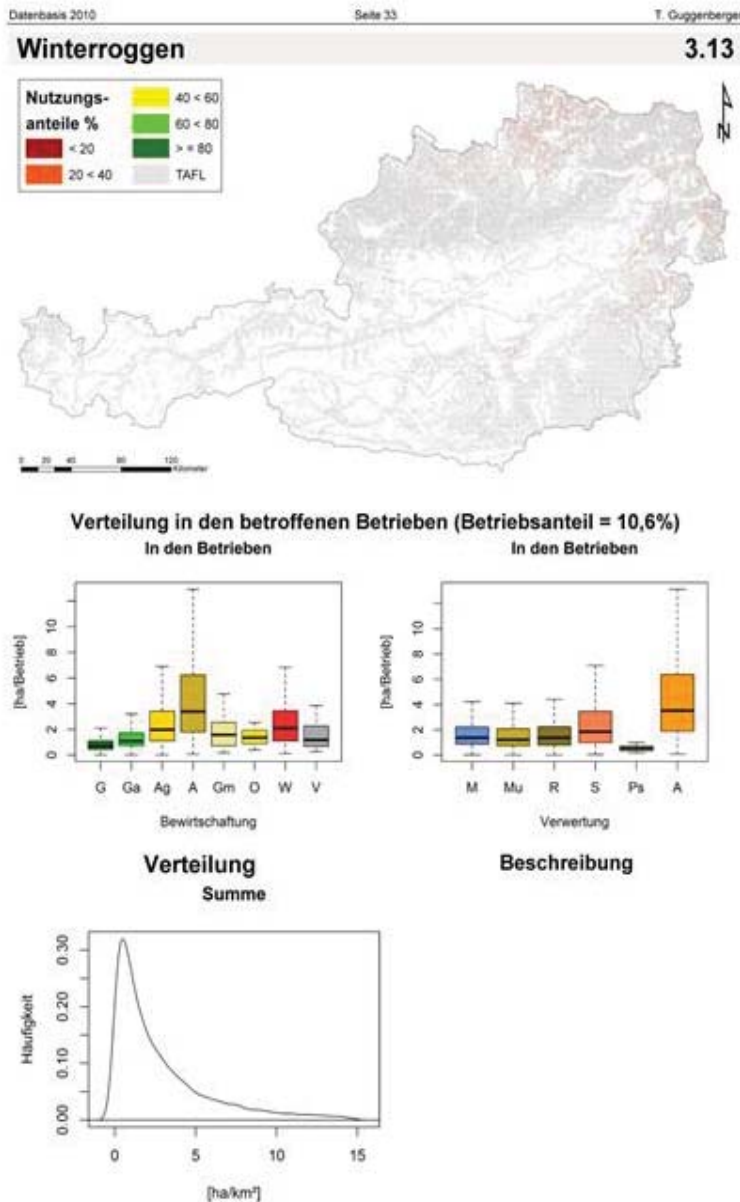 Datenbasis 2010 Seite 33 T. Guggenberger
Winterroggen 3.13
Nutzungs-
anteile %
< 20
20 < 40
40 < 60
60 < 80
> = 80
TAFL
N
0 20 40 80 120
Kilometer
Verteilung in den betroffenen Betrieben (Betriebsanteil = 10,6%)
In den Betrieben
[ha/Betrieb]
0 2 4 6 8 10
G Ga Ag A Gm O W V
Bewirtschaftung
In den Betrieben
[ha/Betrieb]
0 2 4 6 8 10
M Mu R S Ps A
Verwertung
Verteilung
Summe
Häufigkeit
0.00 0.10 0.20 0.30
0 5 10 15
[ha/km²]
Beschreibung